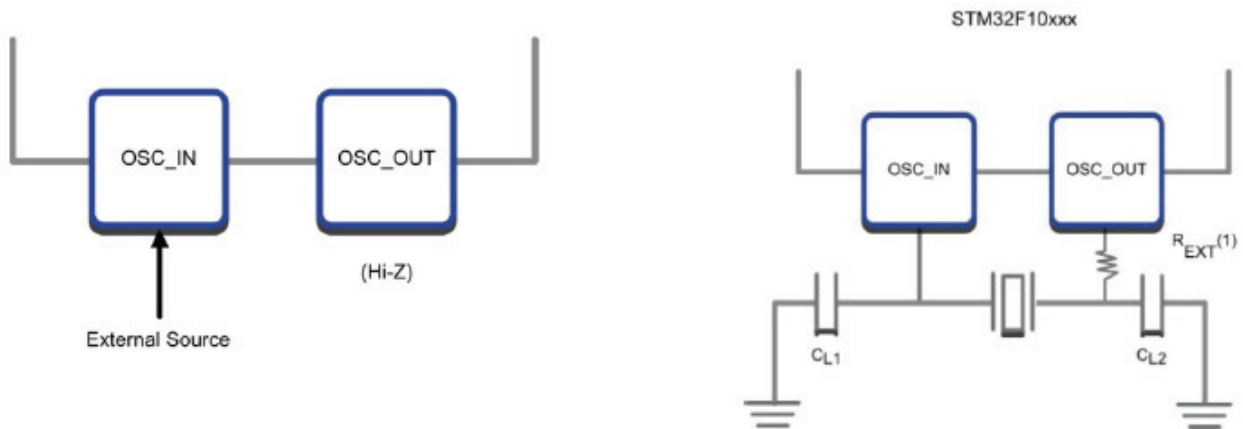 OSC_IN
OSC_OUT
(Hi-Z)
External Source
STM32F10xxx
OSC_IN
OSC_OUT
REXT(1)
CL1
CL2